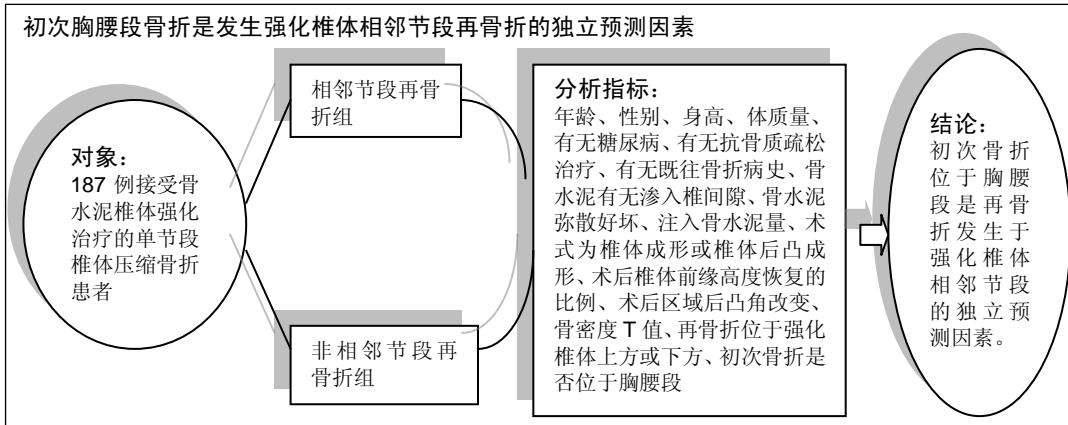 初次胸腰段骨折是发生强化椎体相邻节段再骨折的独立预测因素
对象：
187 例接受骨
水泥椎体强化
治疗的单节段
椎体压缩骨折
患者
相邻节段再骨
折组
非相邻节段再
骨折组
分析指标：
年龄、性别、身高、体质量、
有无糖尿病、有无抗骨质疏松
治疗、有无既往骨折病史、骨
水泥有无渗入椎间隙、骨水泥
弥散好坏、注入骨水泥量、术
式为椎体成形或椎体后凸成
形、术后椎体前缘高度恢复的
比例、术后区域后凸角改变、
骨密度 T 值、再骨折位于强化
椎体上方或下方、初次骨折是
否位于胸腰段
结论：
初次骨折
位于胸腰
段是再骨
折发生于
强化椎体
相邻节段
的独立预
测因素。